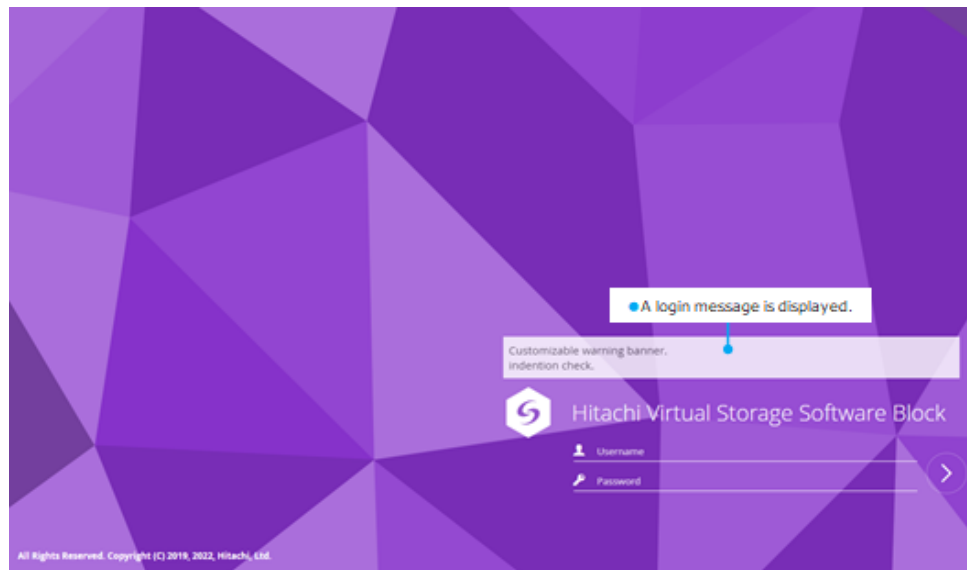 A login message is displayed.
Customizable warning banner.
indention check.
Hitachi Virtual Storage Software Block
Username
Password
All Rights Reserved. Copyright (C) 2019, 2022, Hitachi, Ltd.